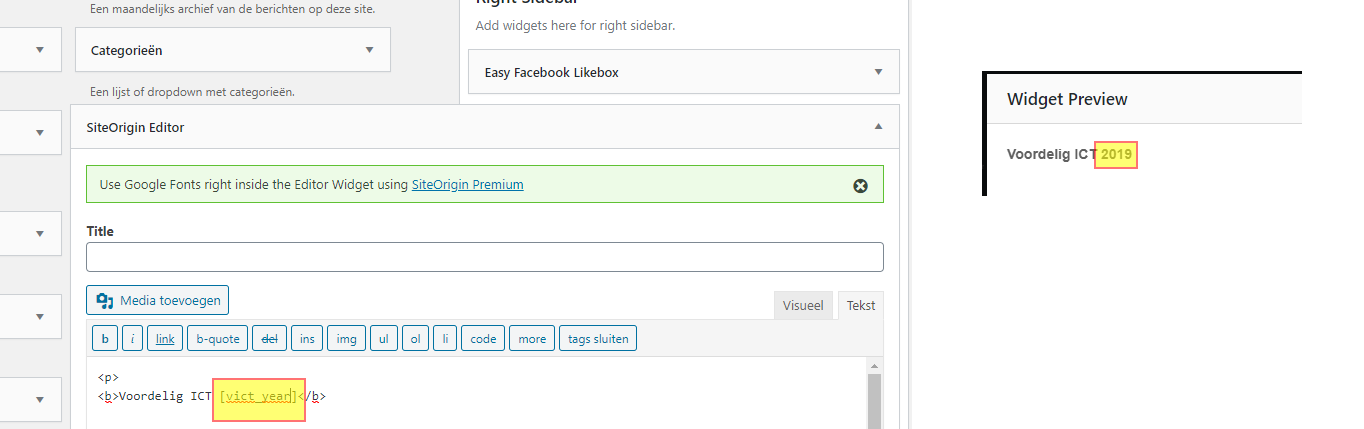 Een maandelijks archief van de berichten op deze site.
Categorieën
Een lijst of dropdown met categorieën.
Right Sidebar
Add widgets here for right sidebar.
Easy Facebook Likebox
SiteOrigin Editor
Use Google Fonts right inside the Editor Widget using SiteOrigin Premium
Title
Media toevoegen
Visueel Tekst
b i link b-quote del ins img ul ol li code more tags sluiten
<p>
<b>Voordelig ICT [vict_year]</b>
Widget Preview
Voordelig ICT 2019